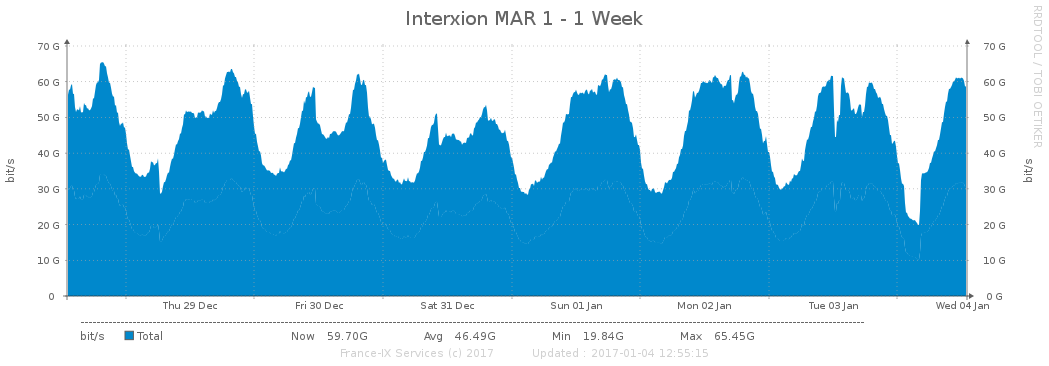 Interxion MAR 1 - 1 Week
RRDTOOL / TOBI OETIKER
70 G 70 G
60 G 60 G
50 G 50 G
40 G 40 G
30 G 30 G
20 G 20 G
10 G 10 G
0 0 G
bit/s
bit/s
Thu 29 Dec Fri 30 Dec Sat 31 Dec Sun 01 Jan Mon 02 Jan Tue 03 Jan Wed 04 Jan
bit/s Total Now 59.70G Avg 46.49G Min 19.84G Max 65.45G
France-IX Services (c) 2017 Updated : 2017-01-04 12:55:15